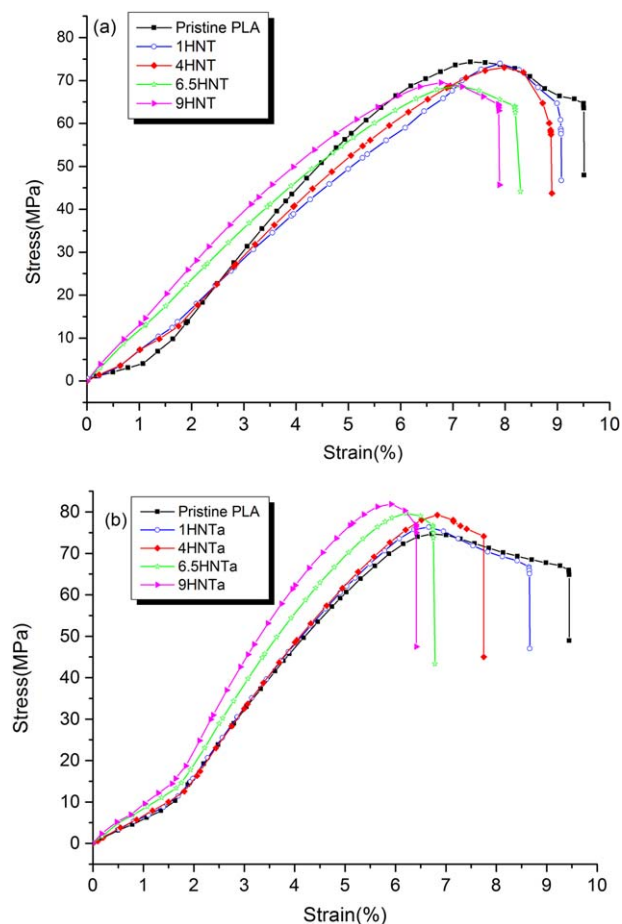 (a)
Pristine PLA
1HNT
4HNT
6.5HNT
9HNT
80
70
60
50
40
30
20
10
0
Stress(MPa)
0 1 2 3 4 5 6 7 8 9 10
Strain(%)
(b)
Pristine PLA
1HNTa
4HNTa
6.5HNTa
9HNTa
80
70
60
50
40
30
20
10
0
Stress(MPa)
0 1 2 3 4 5 6 7 8 9 10
Strain(%)